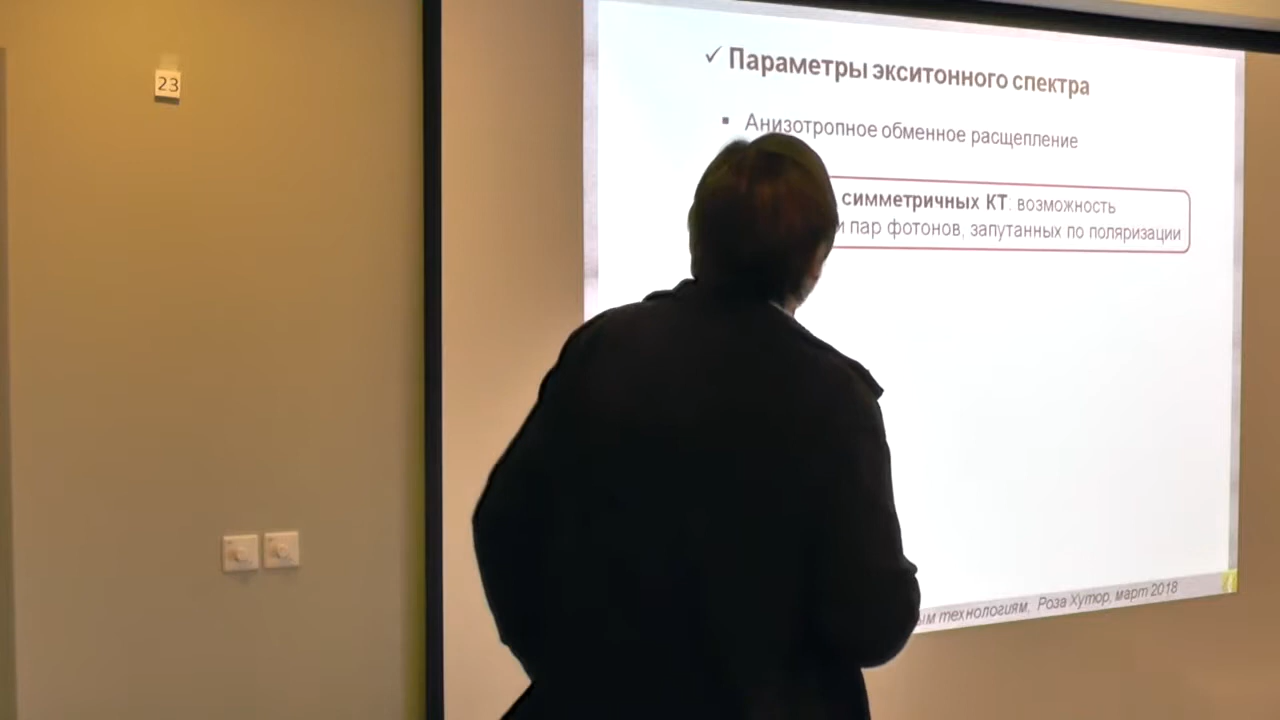 23
✓ Параметры экситонного спектра
▪ Анизотропное обменное расщепление
симметричных КТ: возможность
пар фотонов, запутанных по поляризации
технологиям, Роза Хутор, март 2018